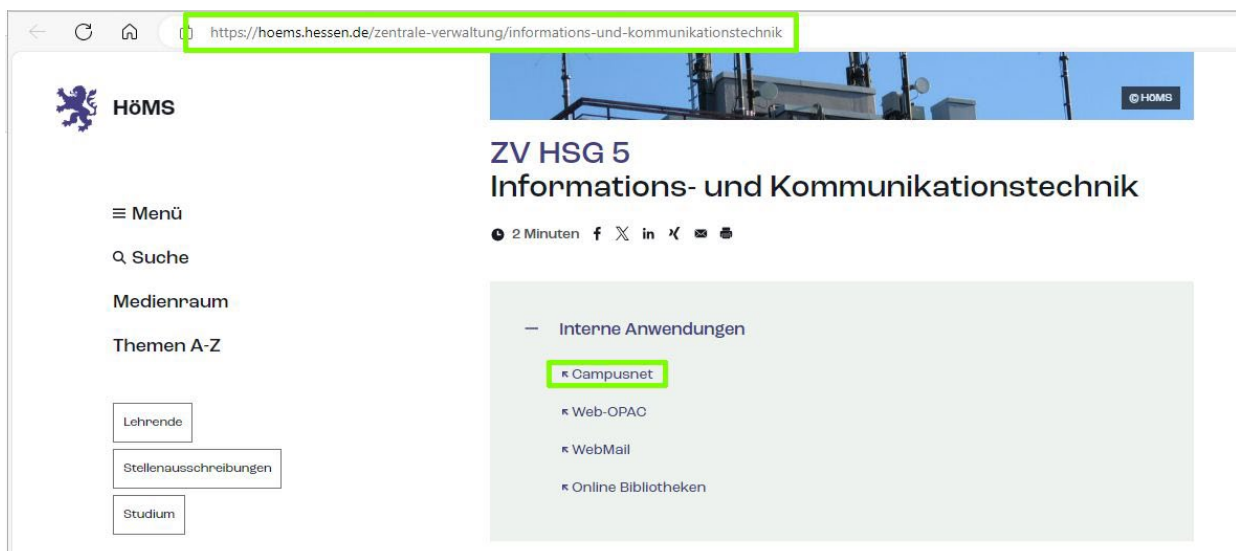 https://hoems.hessen.de/zentrale-verwaltung/informations-und-kommunikationstechnik
HöMS
© HöMS
ZV HSG 5
Informations- und Kommunikationstechnik
2 Minuten
Menü
Suche
Medienraum
Themen A-Z
Lehrende
Stellenausschreibungen
Studium
Interne Anwendungen
Campusnet
Web-OPAC
WebMail
Online Bibliotheken